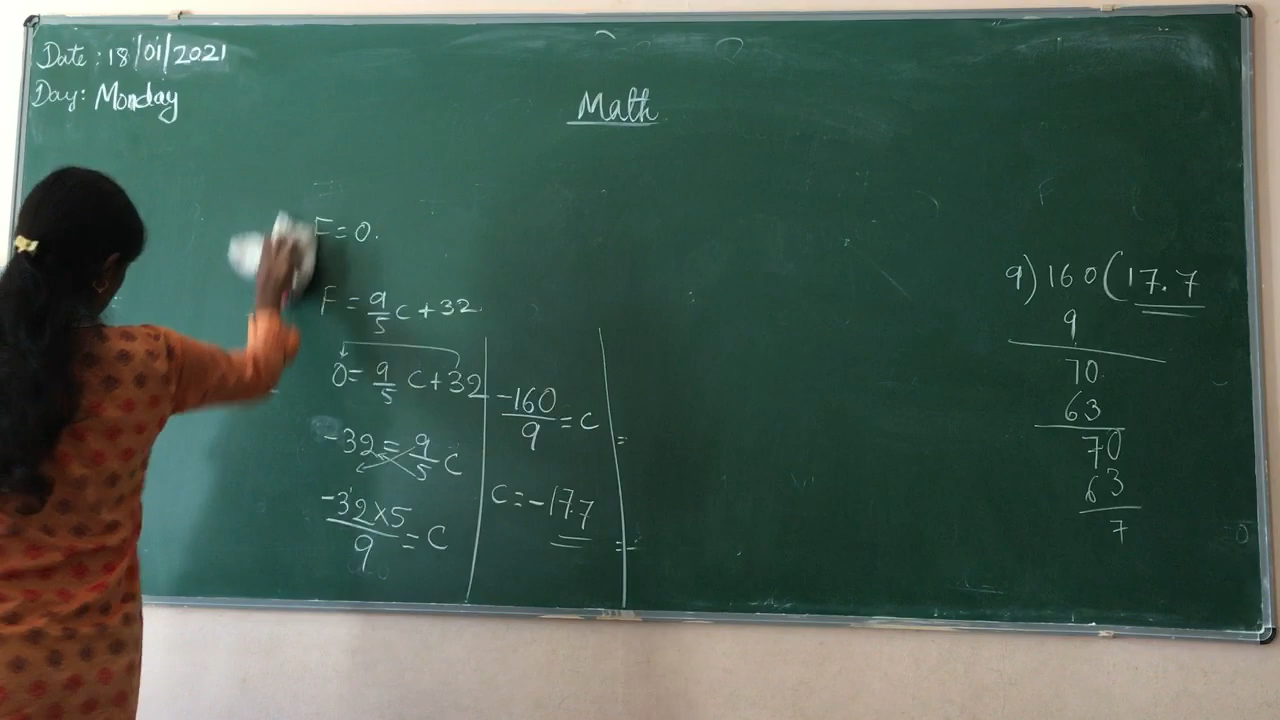 Date: 18/01/2021
Day: Monday
Math
F = 0.
F = 9/5 C + 32
0 = 9/5 C + 32
-32 = 9/5 C
-32×5/9 = C
-160/9 = C
C = -17.7
=
=
9) 160 (17.7
9
70
63
70
63
7